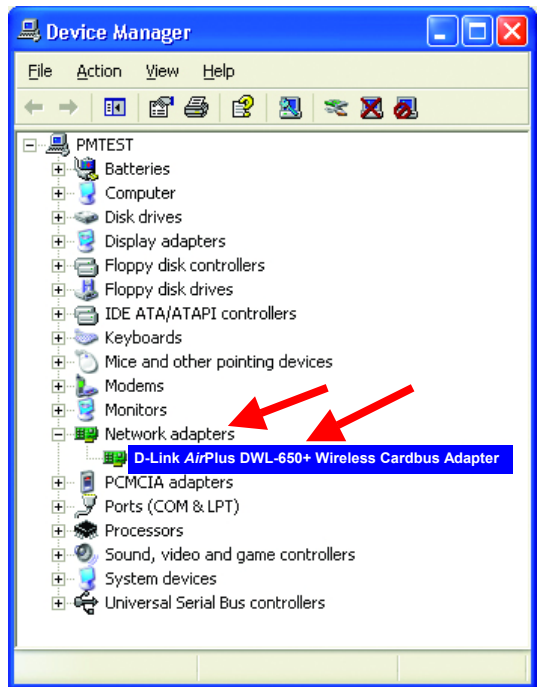 Device Manager
File Action View Help
PMTEST
Batteries
Computer
Disk drives
Display adapters
Floppy disk controllers
Floppy disk drives
IDE ATA/ATAPI controllers
Keyboards
Mice and other pointing devices
Modems
Monitors
Network adapters
D-Link AirPlus DWL-650+ Wireless Cardbus Adapter
PCMCIA adapters
Ports (COM & LPT)
Processors
Sound, video and game controllers
System devices
Universal Serial Bus controllers